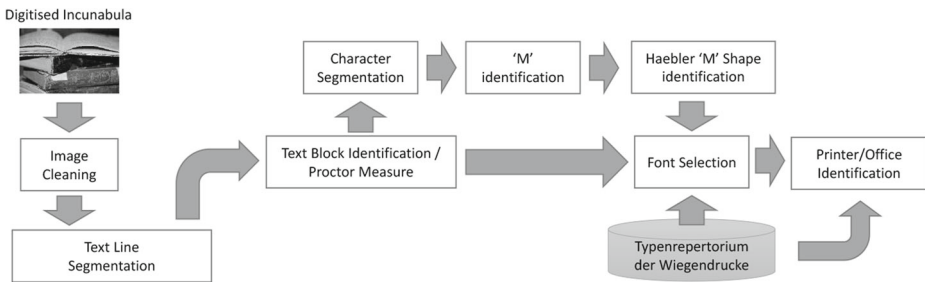 Digitised Incunabula
Image
Cleaning
Text Line
Segmentation
Text Block Identification /
Proctor Measure
Character
Segmentation
‘M’
identification
Haebler ‘M’ Shape
identification
Font Selection
Printer/Office
Identification
Typenrepertorium
der Wiegendrucke